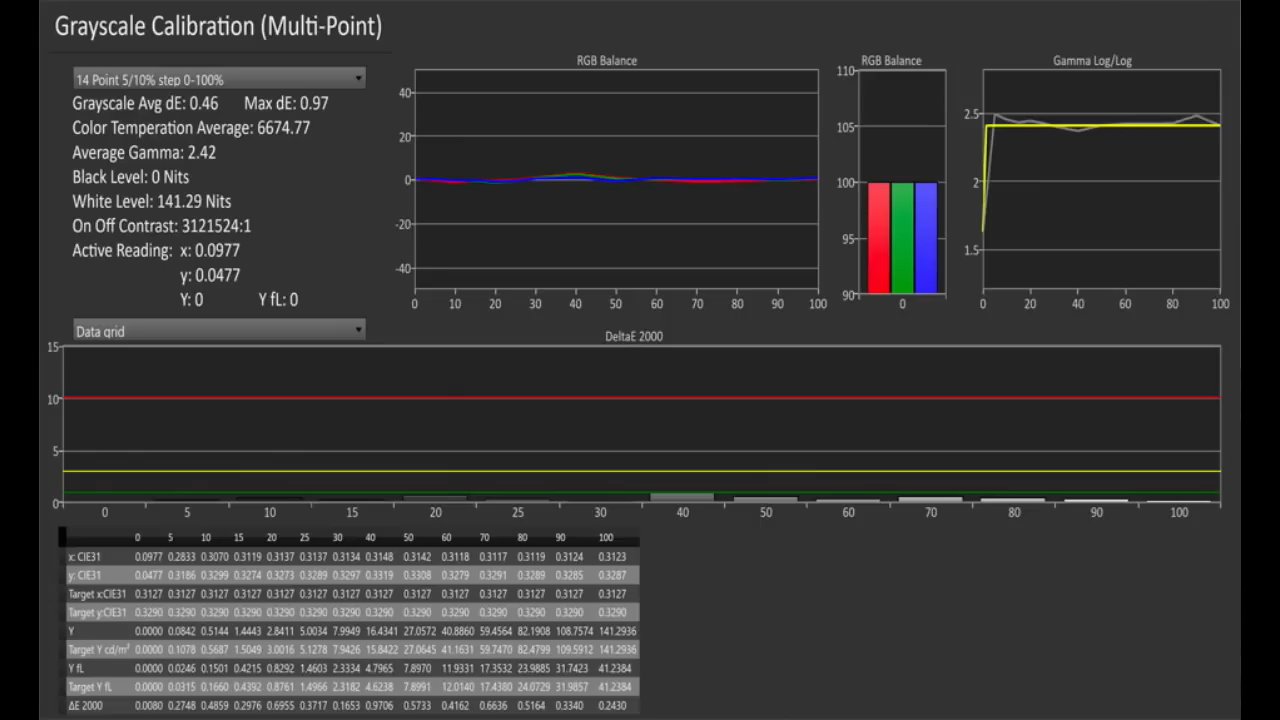 Grayscale Calibration (Multi-Point)
14 Point 5/10% step 0-100%
Grayscale Avg dE: 0.46 Max dE: 0.97
Color Temperature Average: 6674.77
Average Gamma: 2.42
Black Level: 0 Nits
White Level: 141.29 Nits
On Off Contrast: 3121524:1
Active Reading: x: 0.0977
y: 0.0477
Y: 0 Y fL: 0
Data grid
RGB Balance
40
20
0
-20
-40
0 10 20 30 40 50 60 70 80 90 100
RGB Balance
110
105
100
95
90
0
Gamma Log/Log
2.5
2
1.5
0 20 40 60 80 100
DeltaE 2000
15
10
5
0
0 5 10 15 20 25 30 40 50 60 70 80 90 100
0 5 10 15 20 25 30 40 50 60 70 80 90 100
x: CIE31 0.0977 0.2833 0.3070 0.3119 0.3137 0.3137 0.3134 0.3148 0.3142 0.3118 0.3117 0.3119 0.3124 0.3123
y: CIE31 0.0477 0.3186 0.3299 0.3274 0.3273 0.3289 0.3297 0.3319 0.3308 0.3279 0.3291 0.3289 0.3285 0.3287
Target x:CIE31 0.3127 0.3127 0.3127 0.3127 0.3127 0.3127 0.3127 0.3127 0.3127 0.3127 0.3127 0.3127 0.3127 0.3127
Target y:CIE31 0.3290 0.3290 0.3290 0.3290 0.3290 0.3290 0.3290 0.3290 0.3290 0.3290 0.3290 0.3290 0.3290 0.3290
Y 0.0000 0.0842 0.5144 1.4443 2.8411 5.0034 7.9949 16.4341 27.0572 40.8860 59.4564 82.1908 108.7574 141.2936
Target Y cd/m² 0.0000 0.1078 0.5687 1.5049 3.0016 5.1278 7.9426 15.8422 27.0645 41.1631 59.7470 82.4799 109.5912 141.2936
Y fL 0.0000 0.0246 0.1501 0.4215 0.8292 1.4603 2.3334 4.7965 7.8970 11.9331 17.3532 23.9885 31.7423 41.2384
Target Y fL 0.0000 0.0315 0.1660 0.4392 0.8761 1.4966 2.3182 4.6238 7.8991 12.0140 17.4380 24.0729 31.9857 41.2384
ΔE 2000 0.0080 0.2748 0.4859 0.2976 0.6955 0.3717 0.1653 0.9706 0.5733 0.4162 0.6636 0.5164 0.3340 0.2430